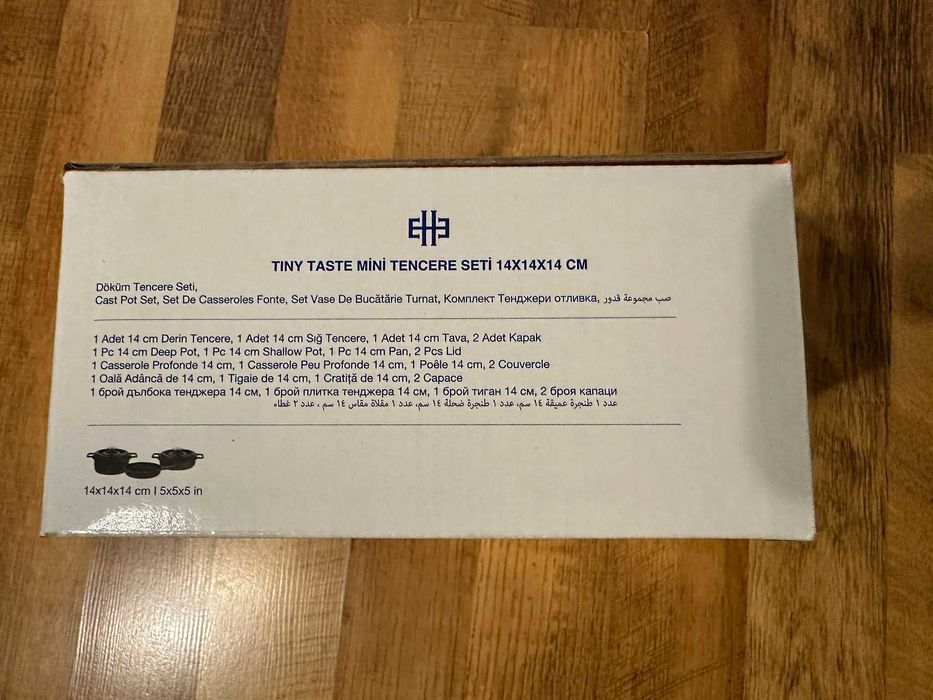 EHE
TINY TASTE MİNİ TENCERE SETİ 14X14X14 CM
Döküm Tencere Seti,
Cast Pot Set, Set De Casseroles Fonte, Set Vase De Bucătărie Turnat, Комплект Тенджери отливка, صب مجموعة قدور
1 Adet 14 cm Derin Tencere, 1 Adet 14 cm Sığ Tencere, 1 Adet 14 cm Tava, 2 Adet Kapak
1 Pc 14 cm Deep Pot, 1 Pc 14 cm Shallow Pot, 1 Pc 14 cm Pan, 2 Pcs Lid
1 Casserole Profonde 14 cm, 1 Casserole Peu Profonde 14 cm, 1 Poêle 14 cm, 2 Couvercle
1 Oală Adâncă de 14 cm, 1 Tigaie de 14 cm, 1 Cratiță de 14 cm, 2 Capace
1 брой дълбока тенджера 14 см, 1 брой плитка тенджера 14 см, 1 брой тиган 14 см, 2 броя капаци
عدد ١ طنجرة عميقة ١٤ سم، عدد ١ طنجرة ضحلة ١٤ سم، عدد ١ مقلاة مقاس ١٤ سم ، عدد ٢ غطاء
14x14x14 cm I 5x5x5 in